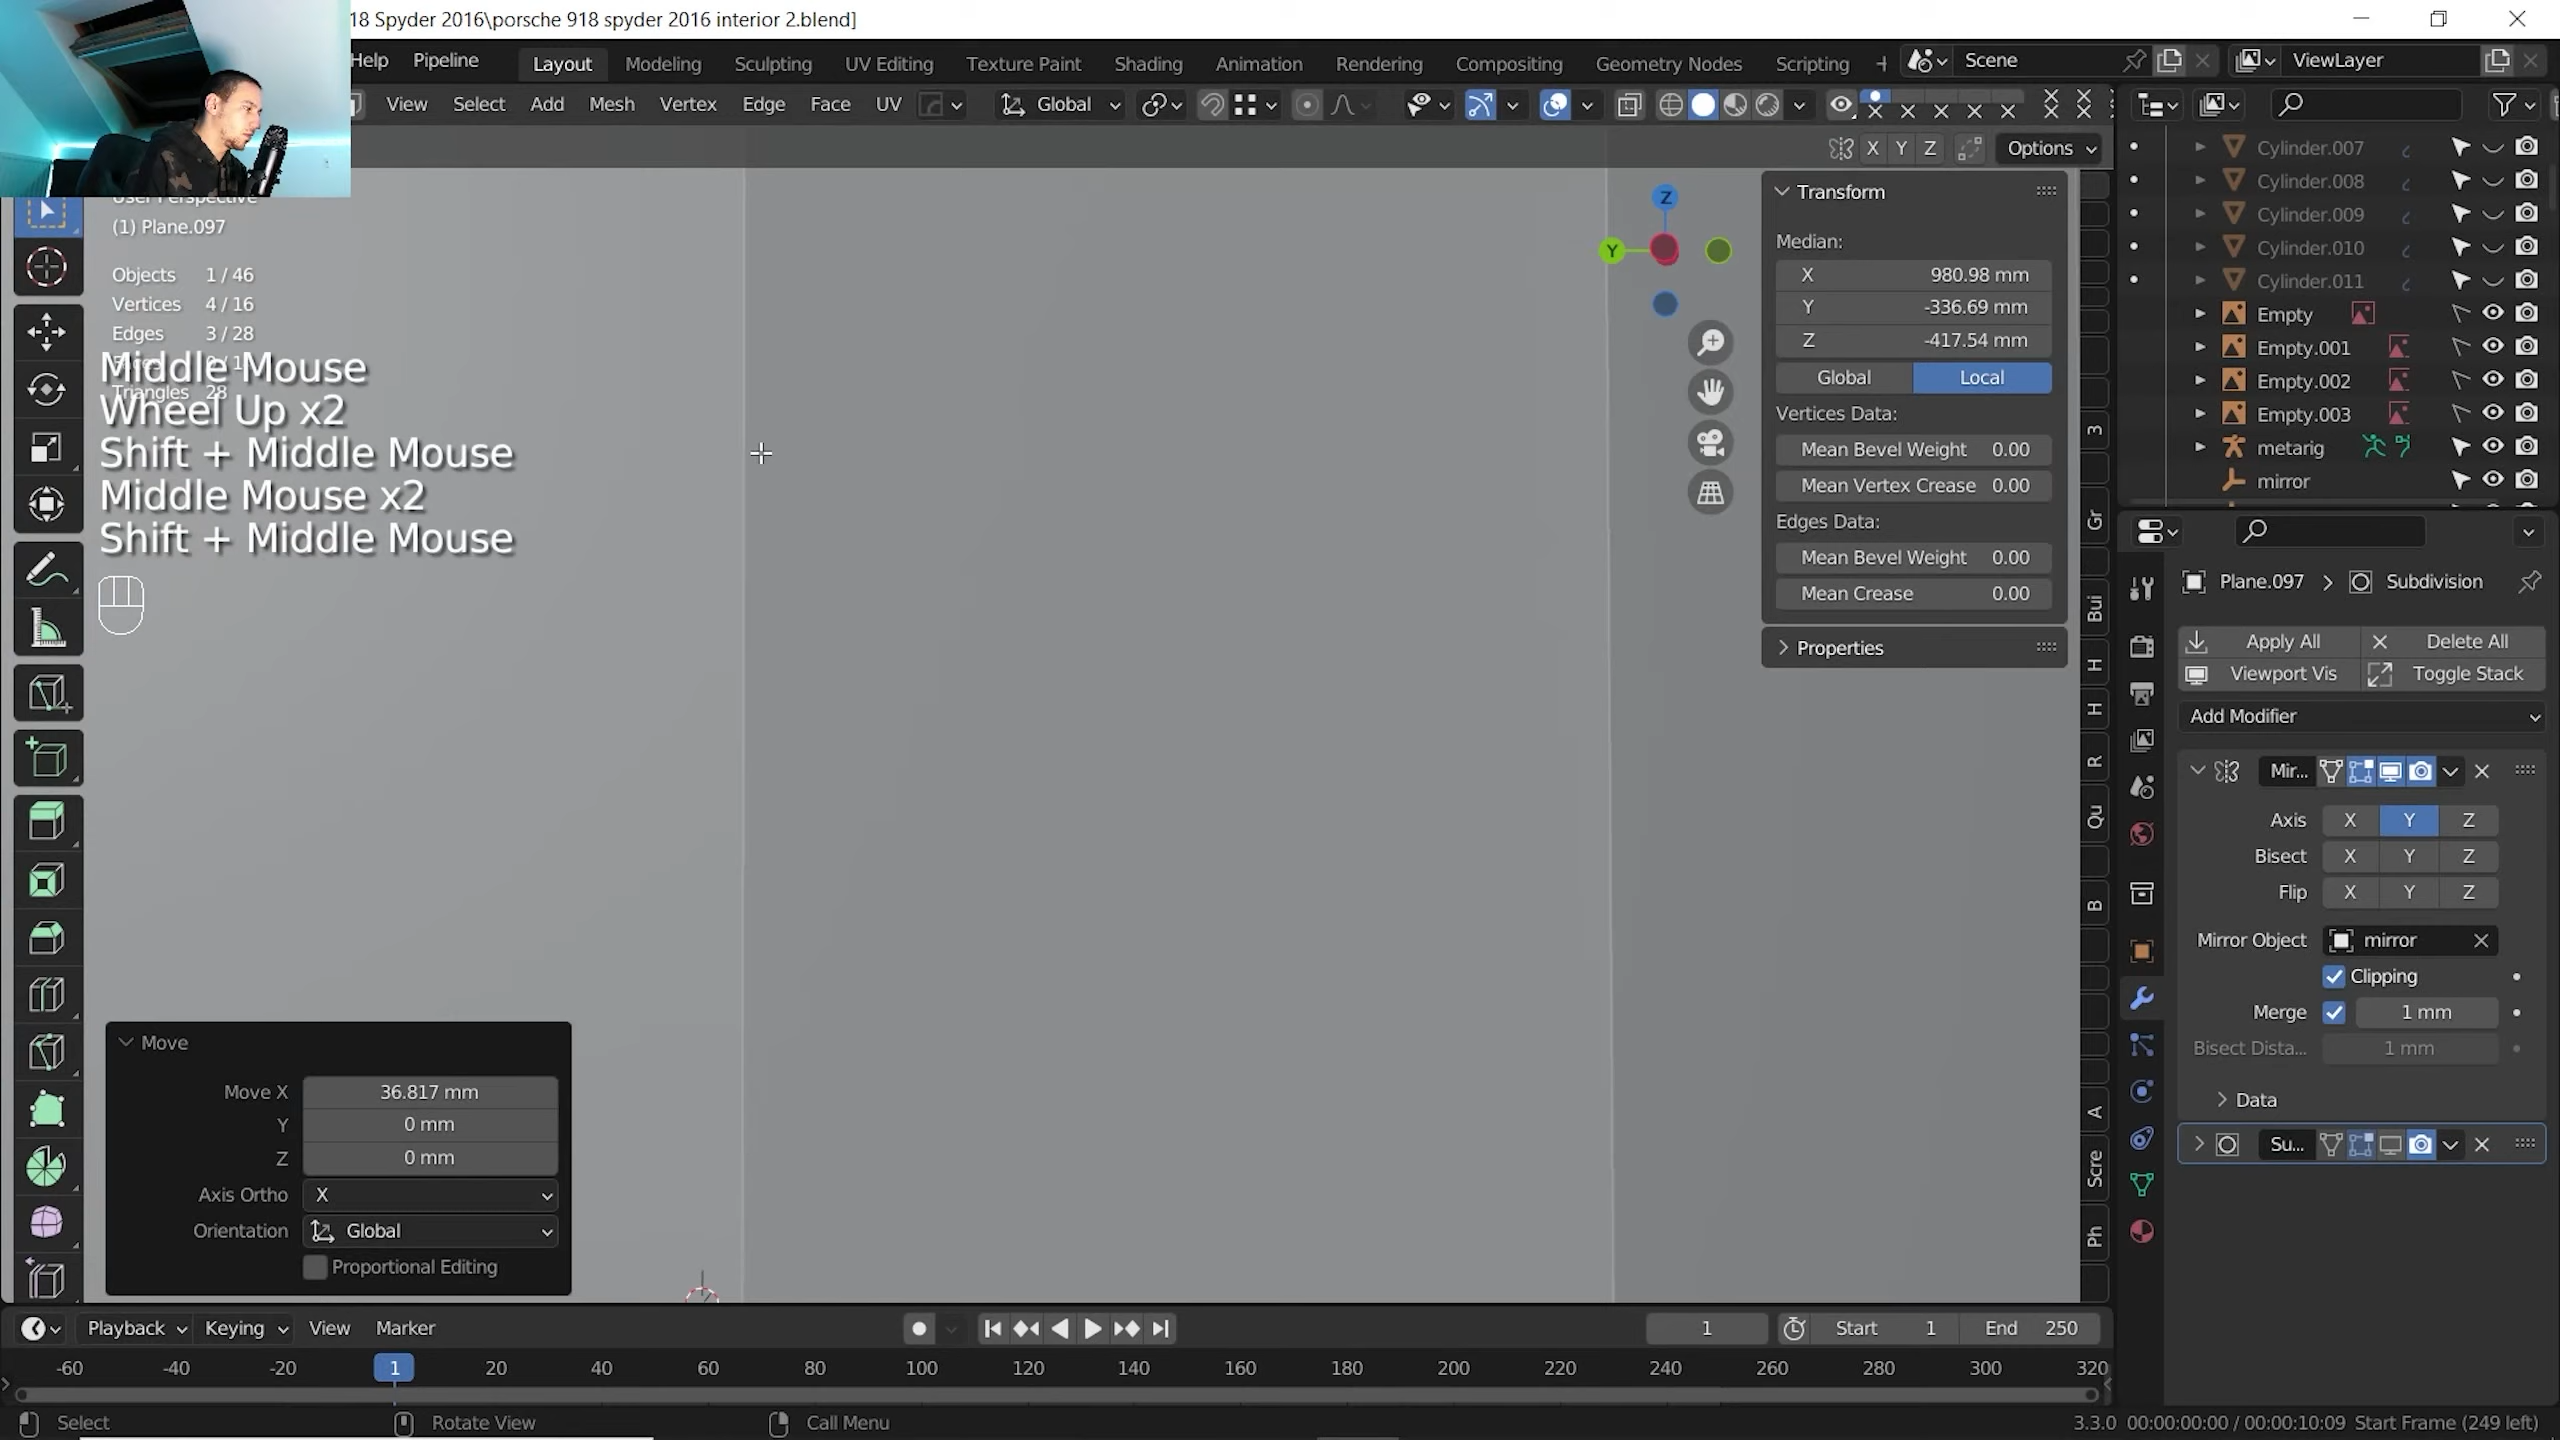 18 Spyder 2016\porsche 918 spyder 2016 interior 2.blend]
Help Pipeline Layout Modeling Sculpting UV Editing Texture Paint Shading Animation Rendering Compositing Geometry Nodes Scripting + Scene ViewLayer
View Select Add Mesh Vertex Edge Face UV Global
X Y Z Options
User Perspective
(1) Plane.097
Objects 1 / 46
Vertices 4 / 16
Edges 3 / 28
Triangles 28
Middle Mouse
Wheel Up x2
Shift + Middle Mouse
Middle Mouse x2
Shift + Middle Mouse
Z
Y
Transform
Median:
X 980.98 mm
Y -336.69 mm
Z -417.54 mm
Global Local
Vertices Data:
Mean Bevel Weight 0.00
Mean Vertex Crease 0.00
Edges Data:
Mean Bevel Weight 0.00
Mean Crease 0.00
Properties
3
Gr
Bui
H
H
R
Qu
B
A
Scre
Ph
Cylinder.007
Cylinder.008
Cylinder.009
Cylinder.010
Cylinder.011
Empty
Empty.001
Empty.002
Empty.003
metarig
mirror
Plane.097 > Subdivision
Apply All Delete All
Viewport Vis Toggle Stack
Add Modifier
Mir...
Axis X Y Z
Bisect X Y Z
Flip X Y Z
Mirror Object mirror
Clipping
Merge 1 mm
Bisect Dista... 1 mm
Data
Su...
Move
Move X 36.817 mm
Y 0 mm
Z 0 mm
Axis Ortho X
Orientation Global
Proportional Editing
Playback Keying View Marker 1 Start 1 End 250
-60 -40 -20 1 20 40 60 80 100 120 140 160 180 200 220 240 260 280 300 320
Select Rotate View Call Menu 3.3.0 00:00:00:00 / 00:00:10:09 Start Frame (249 left)